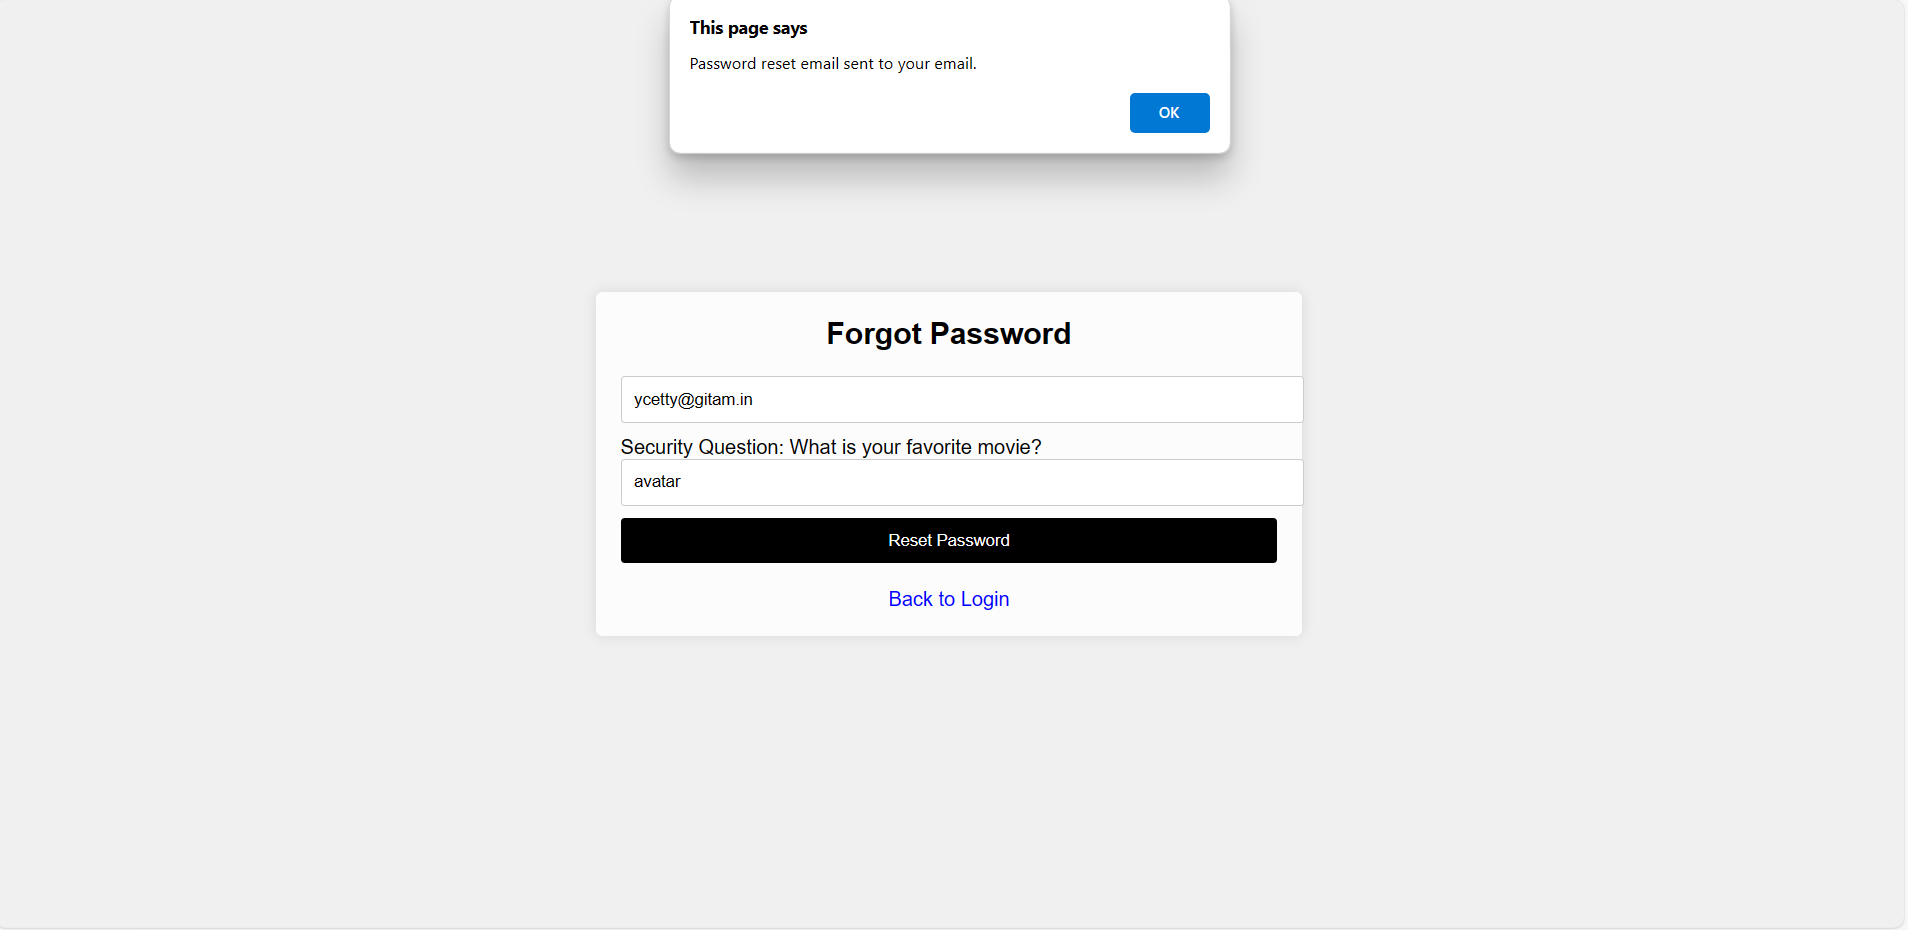 This page says
Password reset email sent to your email.
OK
Forgot Password
ycetty@gitam.in
Security Question: What is your favorite movie?
avatar
Reset Password
Back to Login